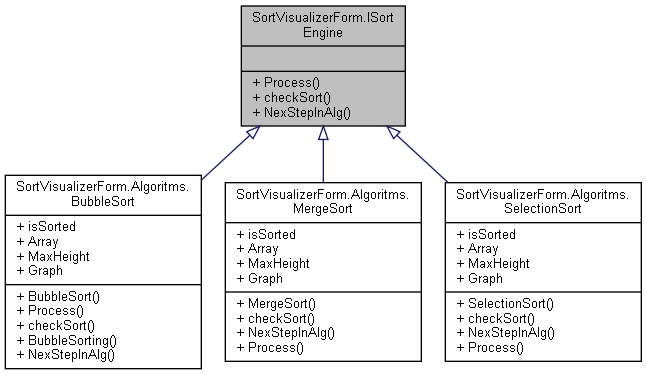 SortVisualizerForm.ISort
Engine
+ Process()
+ checkSort()
+ NexStepInAlg()
SortVisualizerForm.Algoritms.
BubbleSort
+ isSorted
+ Array
+ MaxHeight
+ Graph
+ BubbleSort()
+ Process()
+ checkSort()
+ BubbleSorting()
+ NexStepInAlg()
SortVisualizerForm.Algoritms.
MergeSort
+ isSorted
+ Array
+ MaxHeight
+ Graph
+ MergeSort()
+ checkSort()
+ NexStepInAlg()
+ Process()
SortVisualizerForm.Algoritms.
SelectionSort
+ isSorted
+ Array
+ MaxHeight
+ Graph
+ SelectionSort()
+ checkSort()
+ NexStepInAlg()
+ Process()